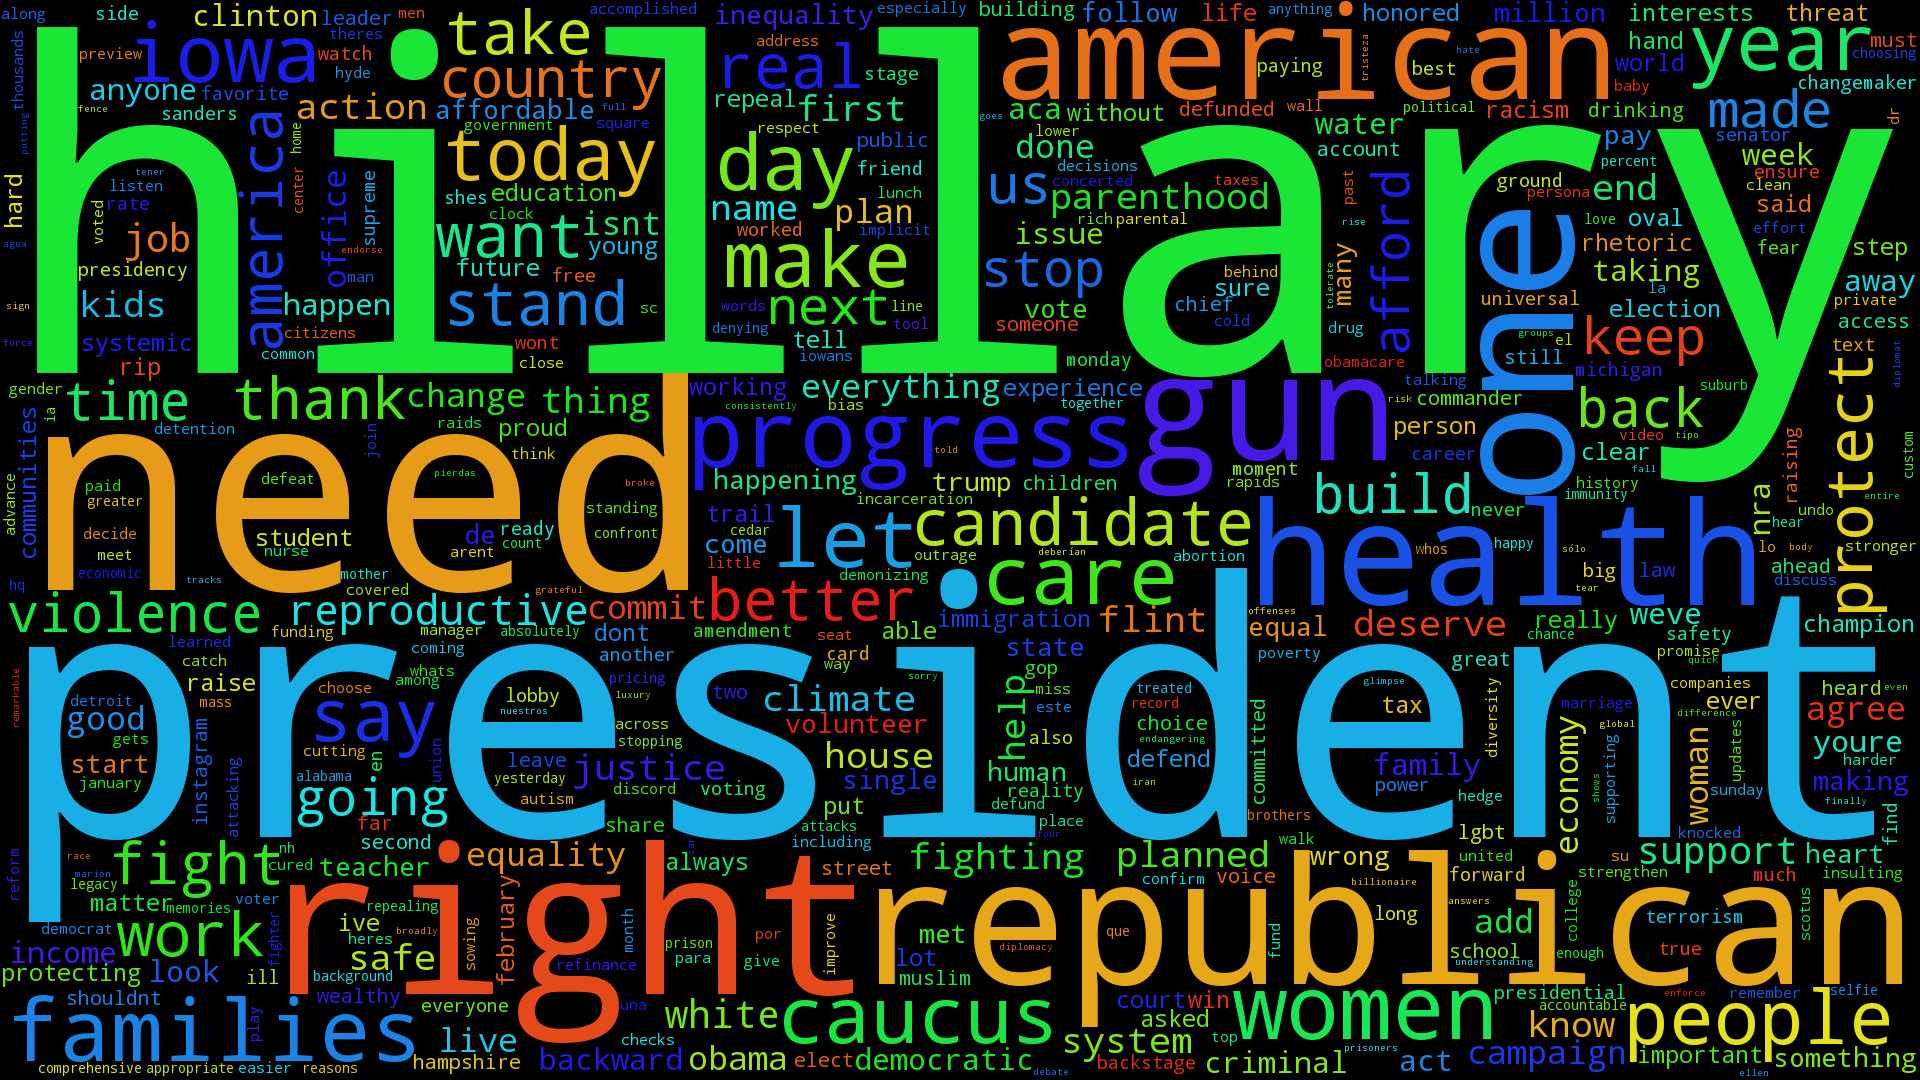 hillary
need
president
right
republican
american
iowa
take
country
real
year
made
today
day
make
want
stand
us
stop
one
afford
america
office
action
thank
time
change
thing
progress
gun
health
care
candidate
build
back
keep
protect
let
better
violence
reproductive
commit
say
going
fight
work
families
safe
caucus
women
people
white
obama
democratic
backward
live
system
criminal
act
campaign
know
something
important
fighting
planned
support
heart
wrong
justice
climate
volunteer
house
single
family
defend
economy
woman
help
human
equality
teacher
flint
equal
deserve
immigration
everything
experience
happening
trump
children
parenthood
issue
done
aca
without
water
account
plan
name
first
next
tell
vote
someone
clinton
leader
side
along
men
theres
watch
hyde
preview
anyone
favorite
sanders
thousands
fence
putting
hard
agua
sign
force
tener
listen
rate
voted
job
presidency
kids
systemic
rip
gender
home
center
supreme
man
endorse
happen
citizens
common
accomplished
inequality
especially
building
follow
life
anything
honored
million
interests
threat
address
stage
repeal
affordable
government
full
square
respect
public
friend
education
shes
clock
isnt
young
future
free
worked
implicit
lunch
words
line
denying
tool
iowans
sc
wont
close
paying
best
hate
tristeza
hand
world
must
choosing
baby
changemaker
political
racism
drinking
defunded
wall
goes
lower
decisions
concerted
taxes
rich
parental
past
rise
behind
sure
chief
cold
tolerate
many
drug
obamacare
monday
pay
senator
percent
dr
week
ensure
clean
said
ground
persona
end
love
oval
effort
fear
step
rhetoric
taking
away
la
universal
election
private
access
groups
el
still
text
michigan
suburb
diplomat
talking
risk
commander
person
career
video
tipo
clear
fall
history
immunity
raising
custom
entire
nra
undo
hear
never
working
consistently
bias
together
told
moment
rapids
incarceration
detention
raids
join
proud
think
ia
communities
advance
paid
greater
decide
meet
economic
hq
defeat
pierdas
broke
standing
confront
student
nurse
de
ready
count
arent
mother
covered
tracks
grateful
trail
cedar
come
little
outrage
deberían
demonizing
abortion
happy
sólo
whos
lo
body
stronger
big
law
ahead
discuss
tear
really
weve
chance
safety
promise
quick
champion
learned
funding
manager
absolutely
dont
amendment
seat
able
coming
another
card
way
state
gop
offenses
poverty
great
companies
remarkable
catch
raise
whats
among
choose
lobby
pricing
luxury
two
sorry
miss
este
treated
record
glimpse
tax
marriage
difference
ever
heard
even
agree
detroit
good
mass
gets
start
january
instagram
attacking
cutting
alabama
en
union
nuestros
across
stopping
leave
yesterday
autism
discord
voting
also
choice
endangering
iran
committed
diversity
power
hedge
global
shows
supporting
updates
youre
harder
making
sunday
finally
reality
defund
put
attacks
including
place
four
brothers
walk
lgbt
knocked
find
far
second
share
nh
cured
always
car
street
confirm
voice
united
forward
su
strengthen
much
insulting
reform
race
marion
legacy
matter
memories
voter
democrat
income
protecting
look
ill
fighter
repealing
ive
heres
broadly
background
sowing
february
month
refinance
prison
para
por
give
improve
met
lot
muslim
diplomacy
que
fund
billionaire
long
answers
add
school
understanding
college
enough
terrorism
true
scotus
shouldnt
play
wealthy
everyone
una
checks
hampshire
comprehensive
appropriate
easier
reasons
debate
elect
backstage
court
win
asked
top
prisoners
presidential
accountable
enforce
remember
selfie
ellen